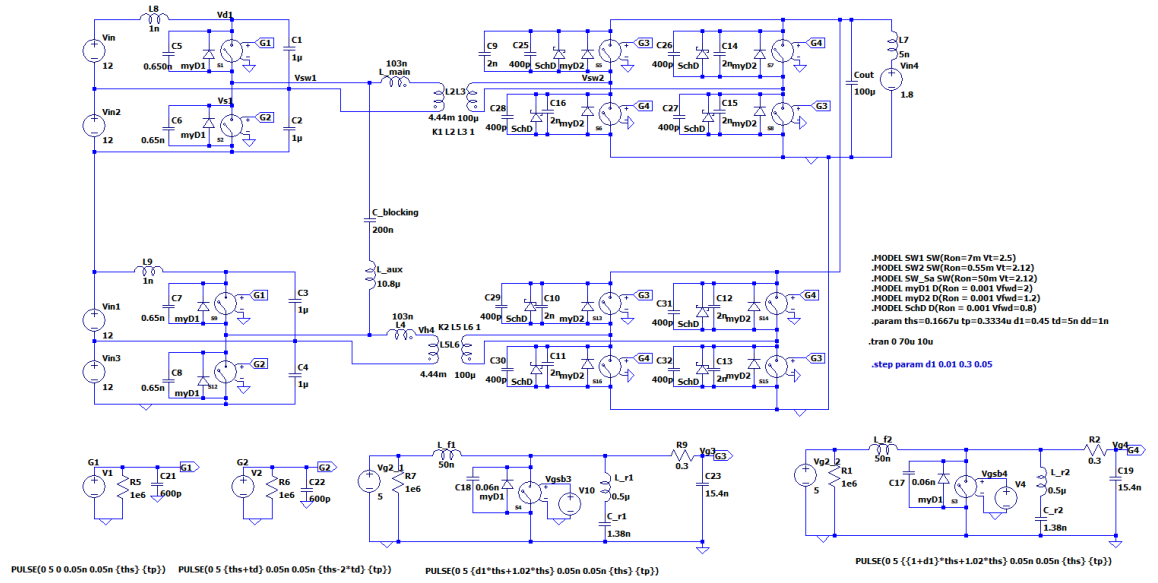 L8
1n
Vd1
Vin
12
C5
0.650n
myD1
S1
G1
C1
1µ
Vsw1
103n
L_main
Vin2
12
Vs1
C6
0.65n
myD1
S2
G2
C2
1µ
L2L3
4.44m
100µ
K1 L2 L3 1
C9
2n
C25
400p
SchD
myD2
S5
G3
C26
400p
C14
2n
SchD
myD2
S7
G4
Vsw2
C28
400p
C16
2n
SchD
myD2
S6
G4
C27
400p
C15
2n
SchD
myD2
S8
G3
Cout
100µ
L7
5n
Vin4
1.8
C_blocking
200n
L_aux
10.8µ
L9
1n
Vin1
12
C7
0.65n
myD1
S9
G1
C3
1µ
103n
L4
Vh4
K2 L5 L6 1
L5L6
4.44m
100µ
Vin3
12
C8
0.65n
myD1
S12
G2
C4
1µ
C29
400p
C10
2n
SchD
myD2
S13
G3
C31
400p
C12
2n
SchD
myD2
S14
G4
C30
400p
C11
2n
SchD
myD2
S16
G4
C32
400p
C13
2n
SchD
myD2
S15
G3
.MODEL SW1 SW(Ron=7m Vt=2.5)
.MODEL SW2 SW(Ron=0.55m Vt=2.12)
.MODEL SW_Sa SW(Ron=50m Vt=2.12)
.MODEL myD1 D(Ron = 0.001 Vfwd=2)
.MODEL myD2 D(Ron = 0.001 Vfwd=1.2)
.MODEL SchD D(Ron = 0.001 Vfwd=0.8)
.param ths=0.1667u tp=0.3334u d1=0.45 td=5n dd=1n
.tran 0 70u 10u
.step param d1 0.01 0.3 0.05
G1
V1
R5
1e6
C21
600p
G1
G2
V2
R6
1e6
C22
600p
G2
Vg2_1
5
R7
1e6
L_f1
50n
C18
0.06n
myD1
S4
Vgsb3
V10
L_r1
0.5µ
C_r1
1.38n
R9
0.3
Vg3
G3
C23
15.4n
Vg2_2
5
R1
1e6
L_f2
50n
C17
0.06n
myD1
S3
Vgsb4
V4
L_r2
0.5µ
C_r2
1.38n
R2
0.3
Vg4
G4
C19
15.4n
PULSE(0 5 0 0.05n 0.05n {ths} {tp})
PULSE(0 5 {ths+td} 0.05n 0.05n {ths-2*td} {tp})
PULSE(0 5 {d1*ths+1.02*ths} 0.05n 0.05n {ths} {tp})
PULSE(0 5 {{1+d1}*ths+1.02*ths} 0.05n 0.05n {ths} {tp})